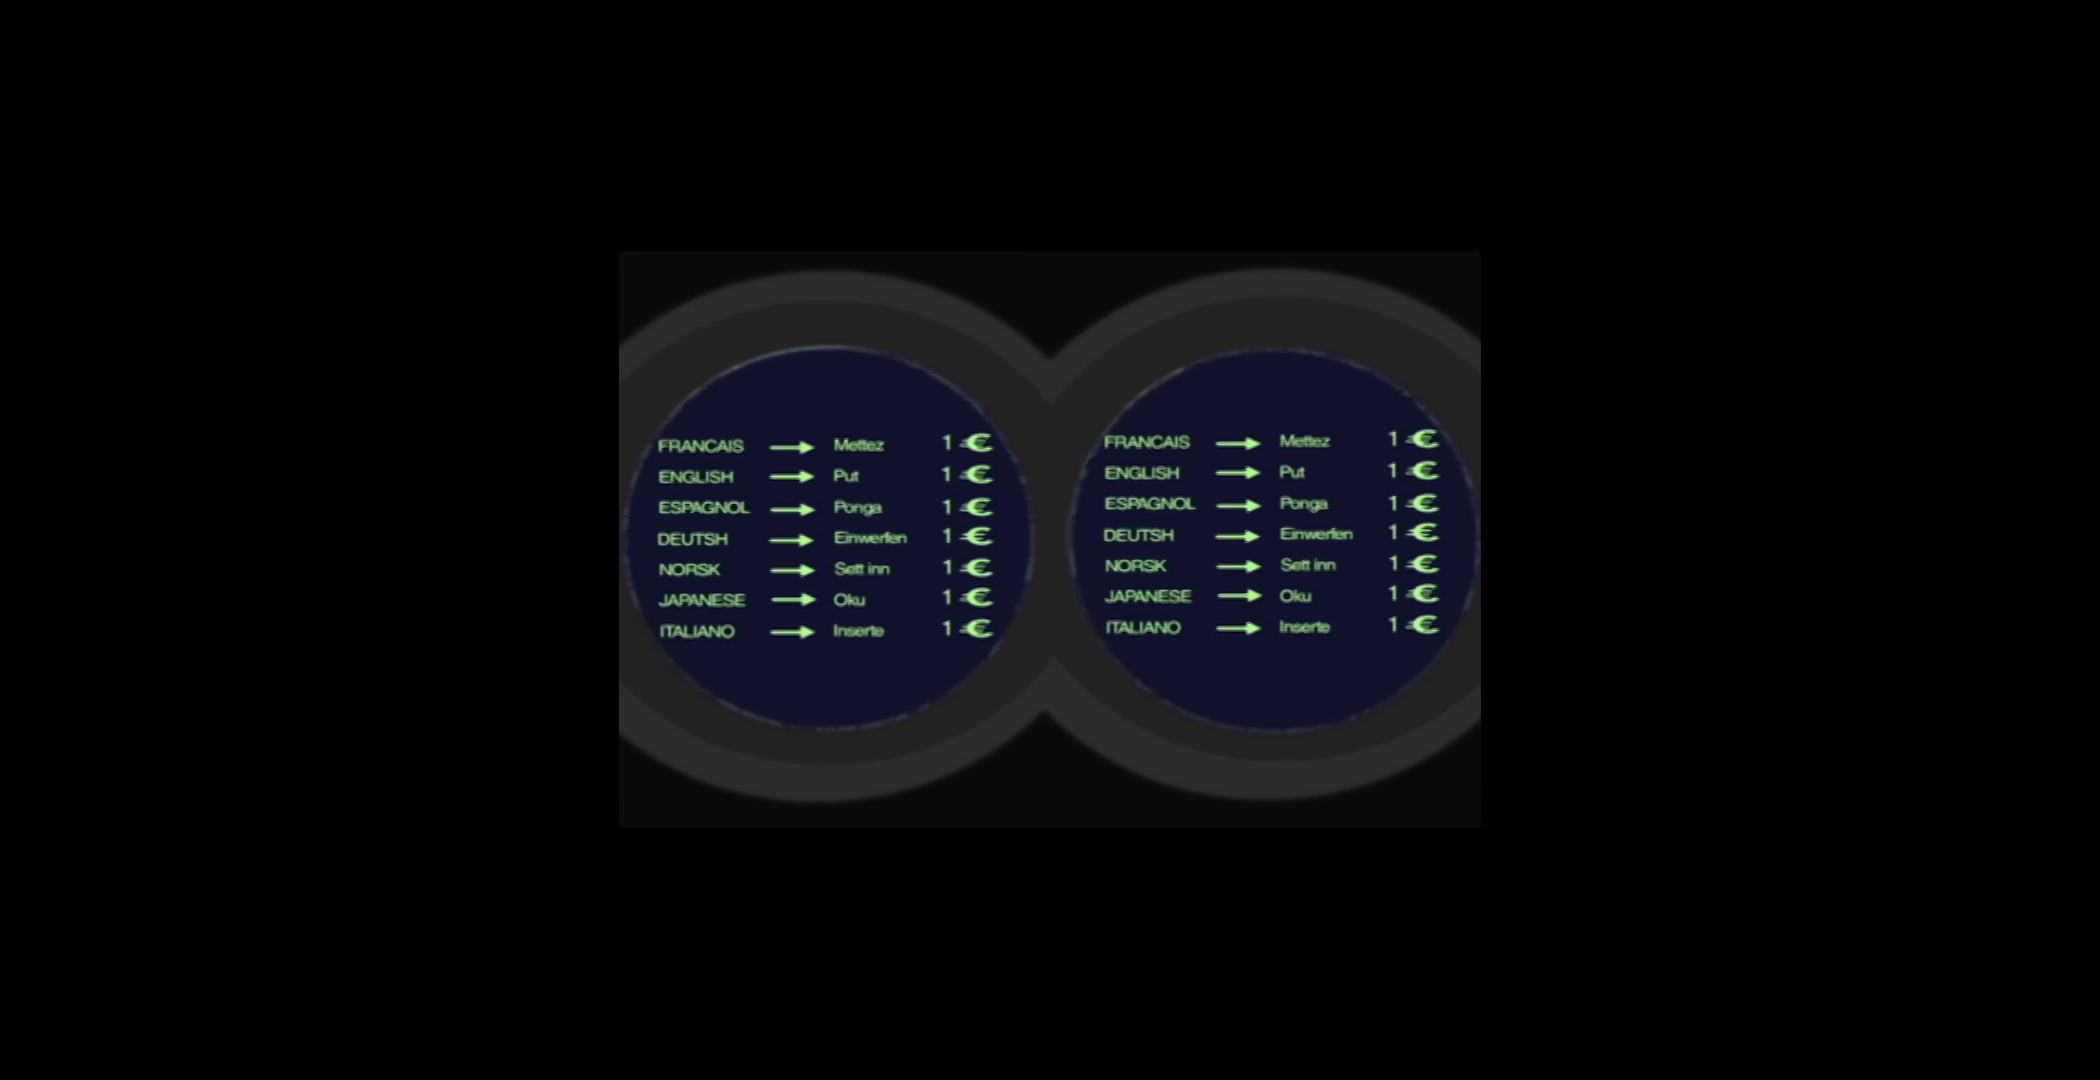 FRANCAIS → Mettez 1 €
ENGLISH → Put 1 €
ESPAGNOL → Ponga 1 €
DEUTSH → Einwerfen 1 €
NORSK → Sett inn 1 €
JAPANESE → Oku 1 €
ITALIANO → Inserte 1 €
FRANCAIS → Mettez 1 €
ENGLISH → Put 1 €
ESPAGNOL → Ponga 1 €
DEUTSH → Einwerfen 1 €
NORSK → Sett inn 1 €
JAPANESE → Oku 1 €
ITALIANO → Inserte 1 €